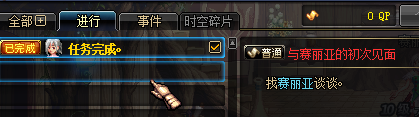 全部 进行 事件 时空碎片 0 QP
已完成 任务完成。
普通 与赛丽亚的初次见面
找赛丽亚谈谈。